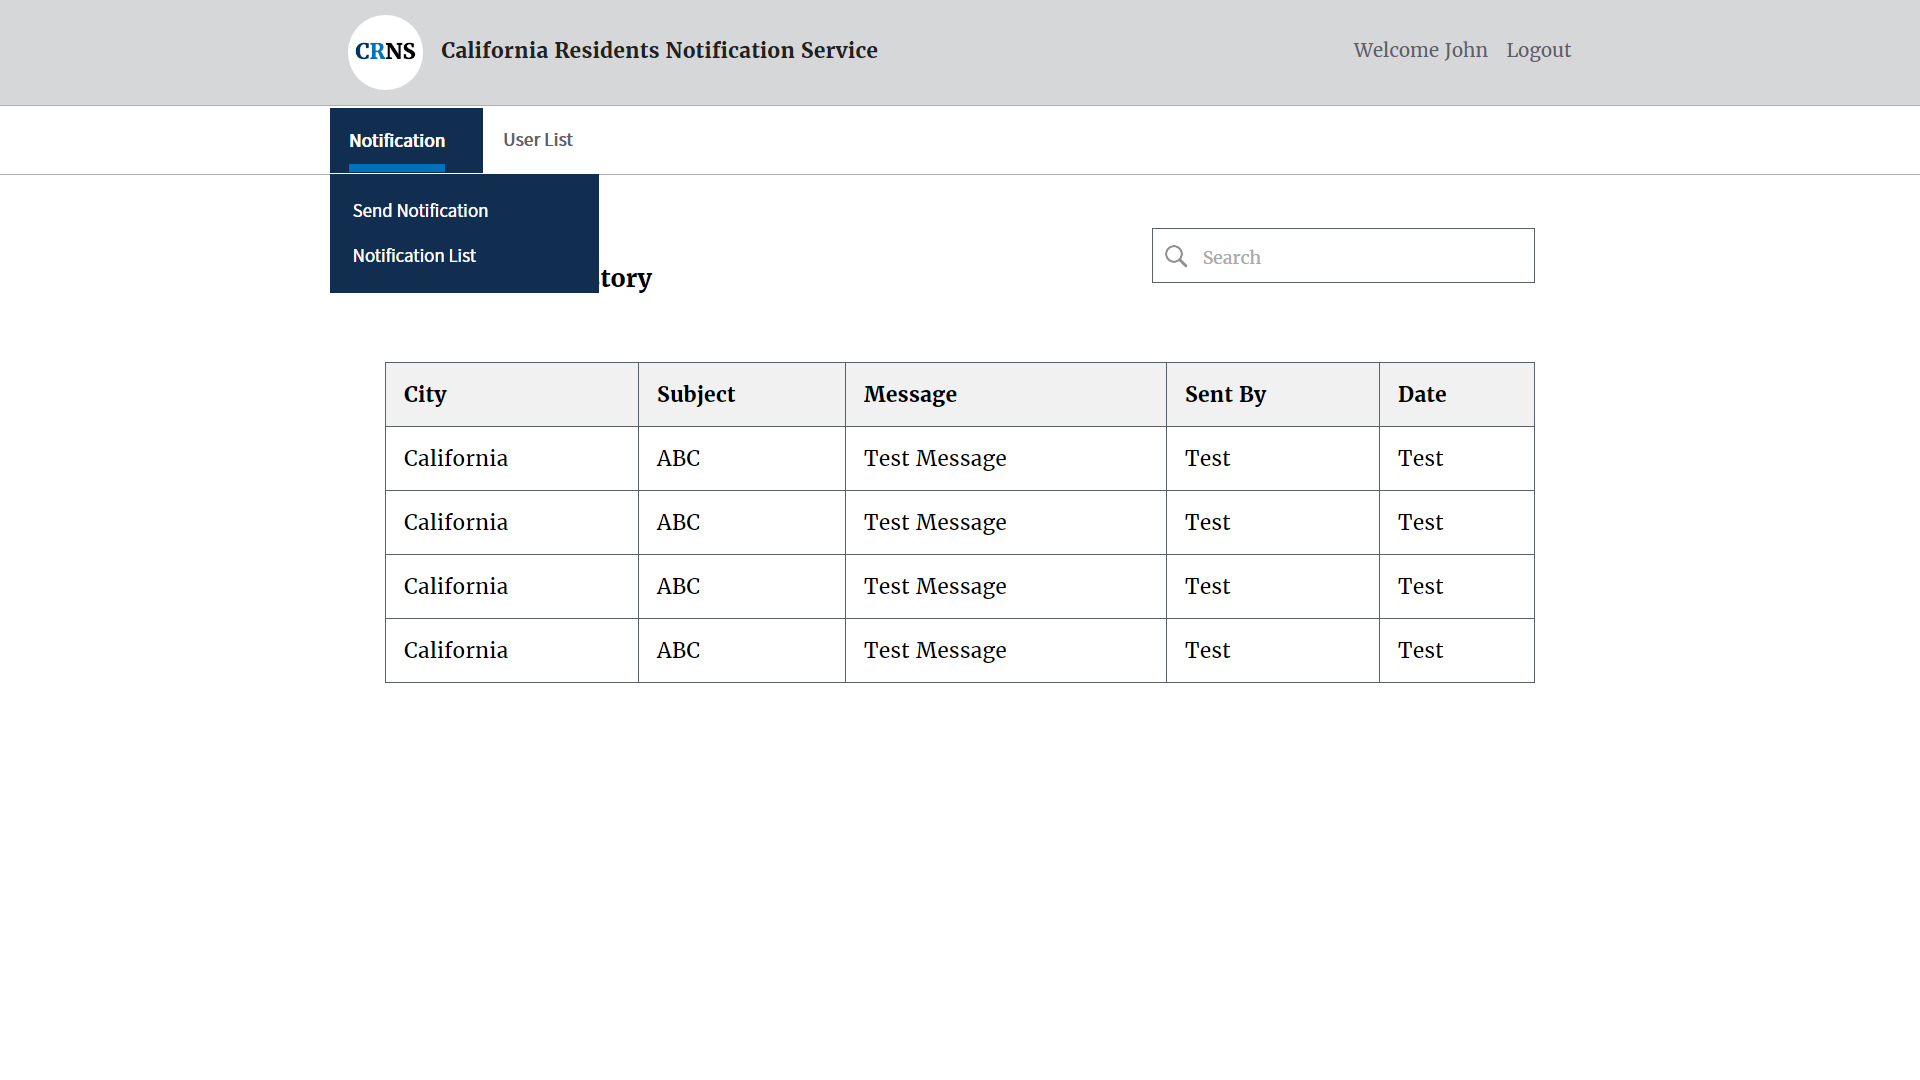 CRNS California Residents Notification Service Welcome John Logout
Notification User List
Send Notification
Notification List
Search
City Subject Message Sent By Date
California ABC Test Message Test Test
California ABC Test Message Test Test
California ABC Test Message Test Test
California ABC Test Message Test Test